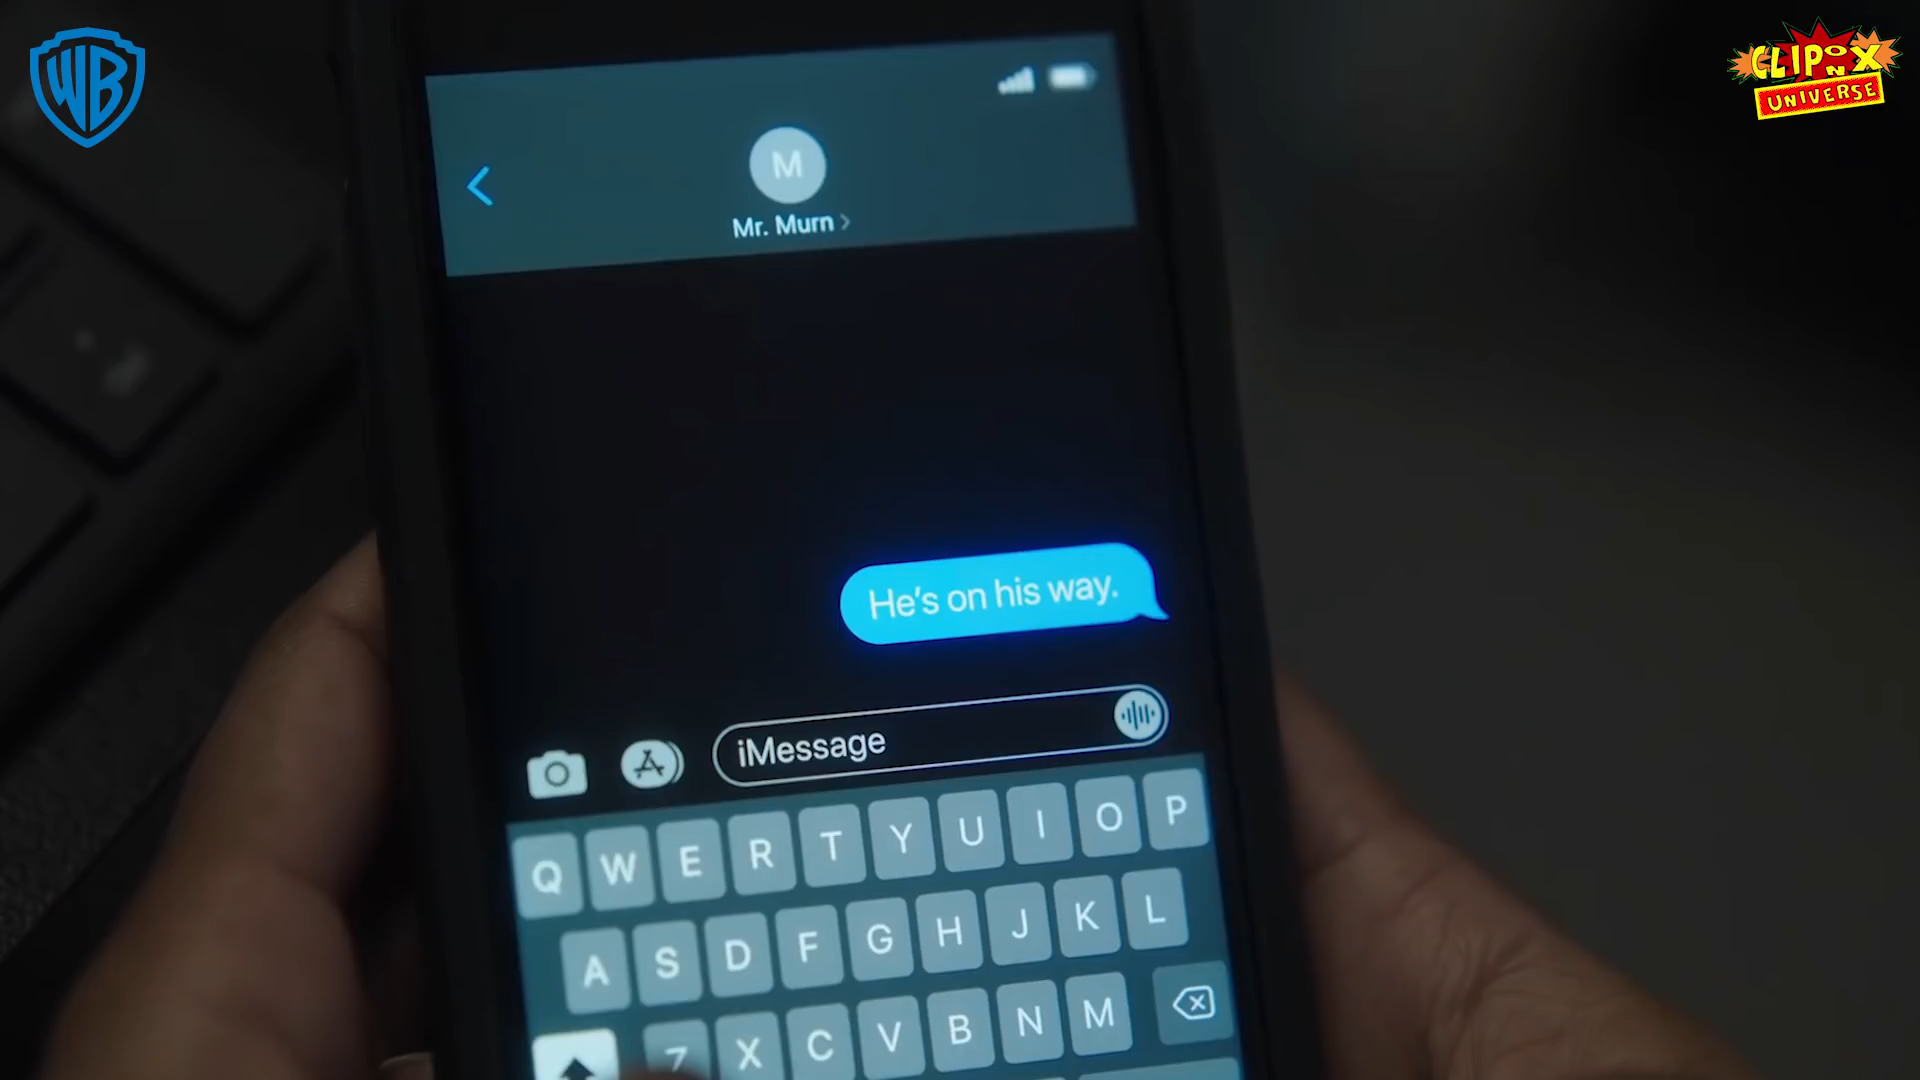 WB
CLIP ON X
UNIVERSE
M
Mr. Murn
He's on his way.
iMessage
Q W E R T Y U I O P
A S D F G H J K L
Z X C V B N M